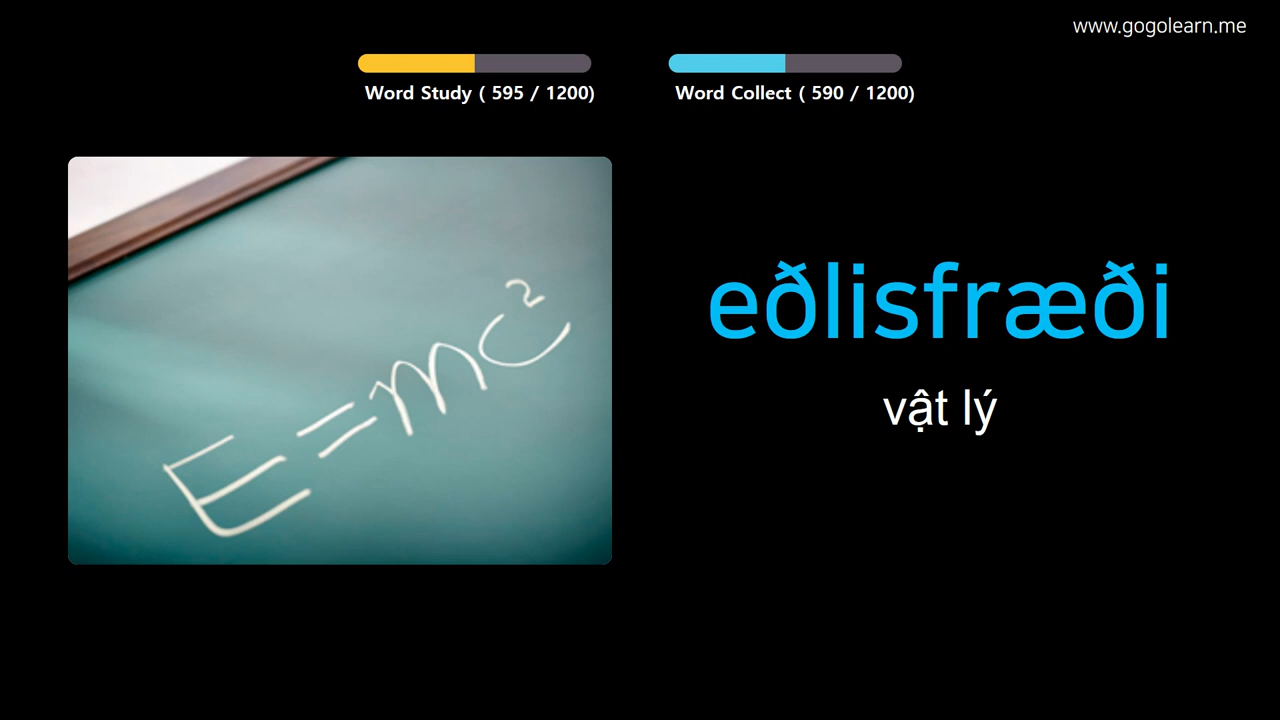 www.gogolearn.me
Word Study ( 595 / 1200)
Word Collect ( 590 / 1200)
E=mc²
eðlisfræði
vật lý